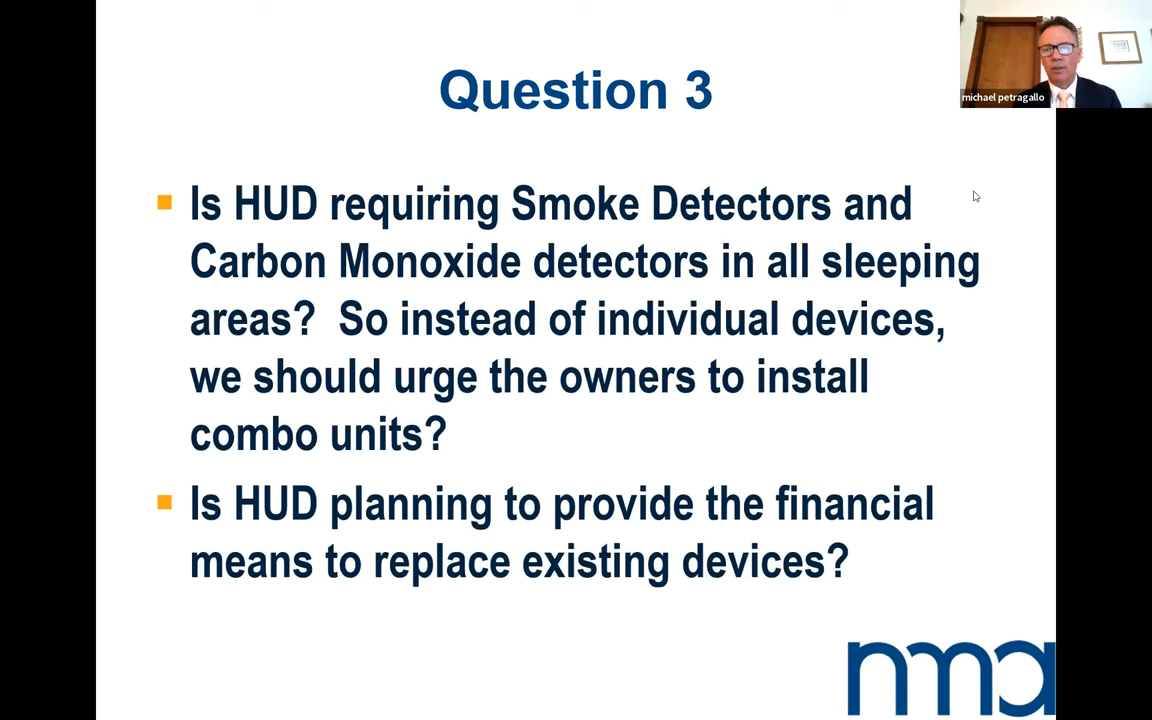 Question 3
michael petragallo
Is HUD requiring Smoke Detectors and
Carbon Monoxide detectors in all sleeping
areas?  So instead of individual devices,
we should urge the owners to install
combo units?
Is HUD planning to provide the financial
means to replace existing devices?
nma